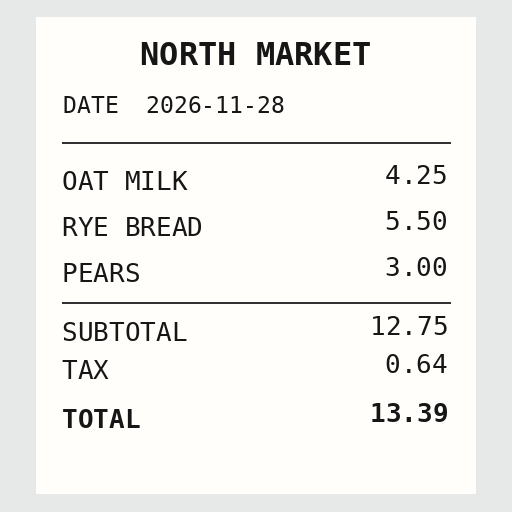 NORTH MARKET
DATE  2026-11-28
OAT MILK 4.25
RYE BREAD 5.50
PEARS 3.00
SUBTOTAL 12.75
TAX 0.64
TOTAL 13.39